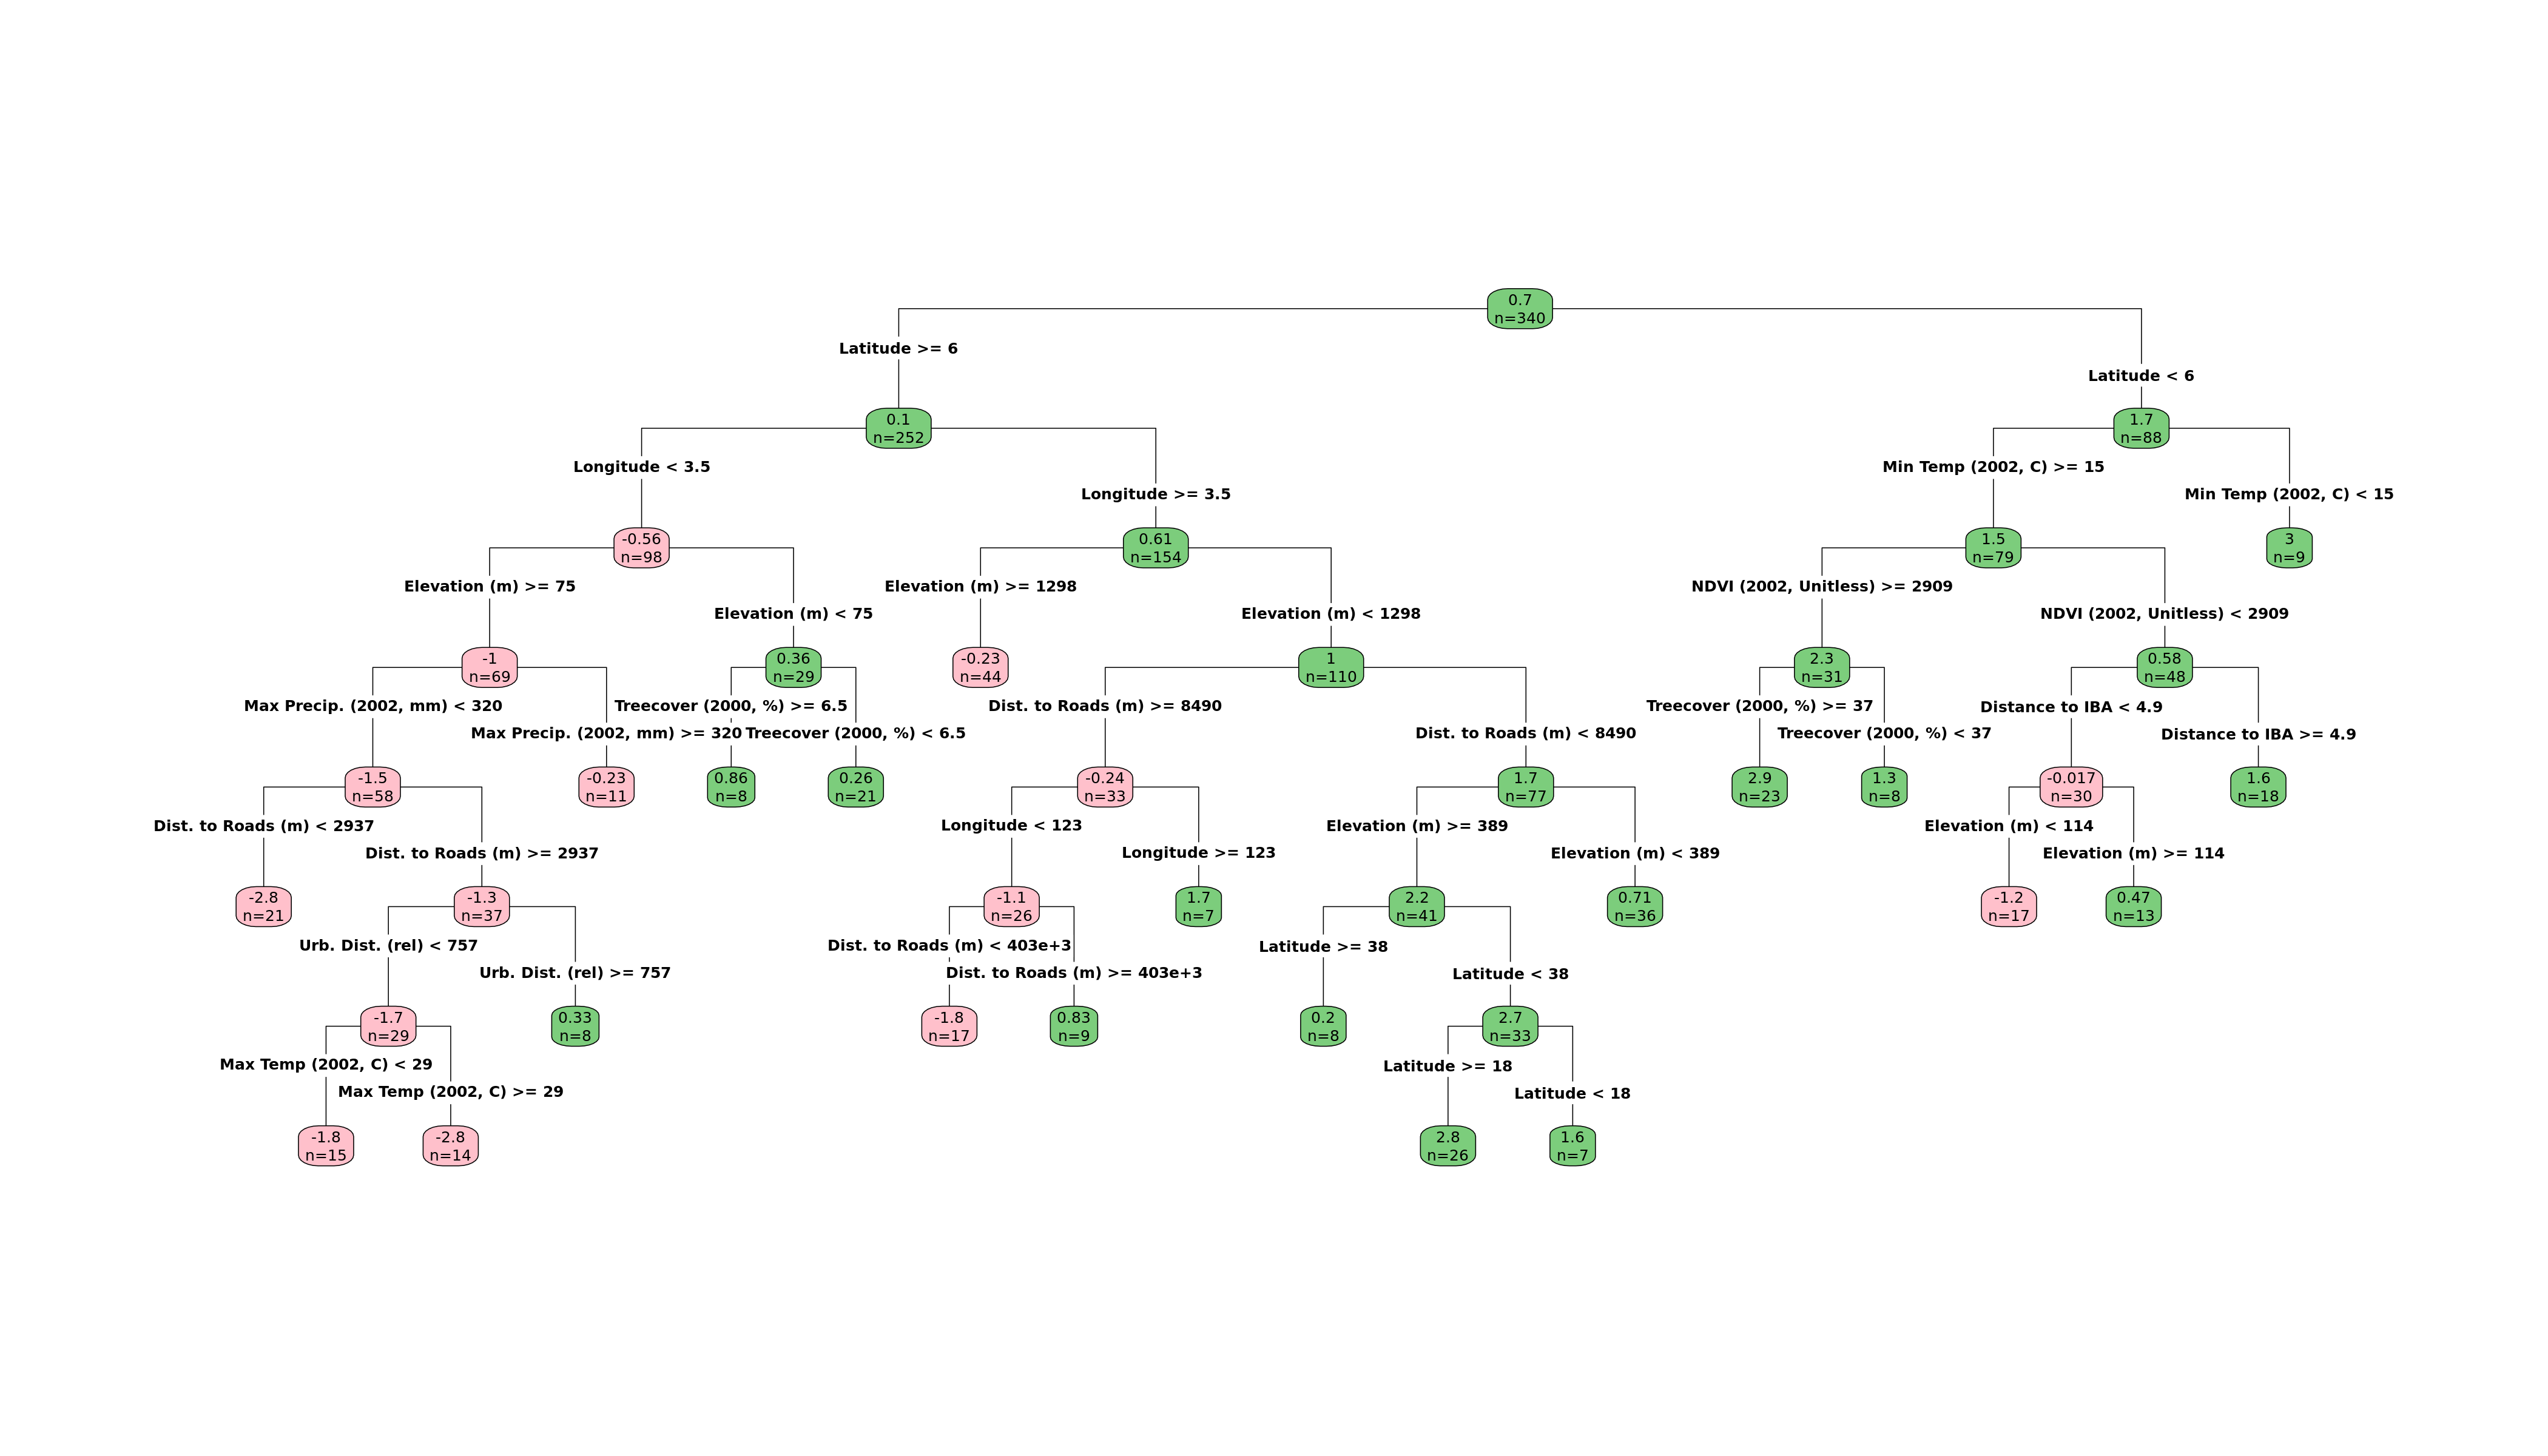 0.7
n=340
Latitude >= 6
Latitude < 6
0.1
n=252
1.7
n=88
Longitude < 3.5
Min Temp (2002, C) >= 15
Longitude >= 3.5
Min Temp (2002, C) < 15
-0.56
n=98
0.61
n=154
1.5
n=79
3
n=9
Elevation (m) >= 75
Elevation (m) >= 1298
NDVI (2002, Unitless) >= 2909
Elevation (m) < 75
Elevation (m) < 1298
NDVI (2002, Unitless) < 2909
-1
n=69
0.36
n=29
-0.23
n=44
1
n=110
2.3
n=31
0.58
n=48
Max Precip. (2002, mm) < 320
Treecover (2000, %) >= 6.5
Dist. to Roads (m) >= 8490
Treecover (2000, %) >= 37
Distance to IBA < 4.9
Max Precip. (2002, mm) >= 320
Treecover (2000, %) < 6.5
Dist. to Roads (m) < 8490
Treecover (2000, %) < 37
Distance to IBA >= 4.9
-1.5
n=58
-0.23
n=11
0.86
n=8
0.26
n=21
-0.24
n=33
1.7
n=77
2.9
n=23
1.3
n=8
-0.017
n=30
1.6
n=18
Dist. to Roads (m) < 2937
Longitude < 123
Elevation (m) >= 389
Elevation (m) < 114
Dist. to Roads (m) >= 2937
Longitude >= 123
Elevation (m) < 389
Elevation (m) >= 114
-2.8
n=21
-1.3
n=37
-1.1
n=26
1.7
n=7
2.2
n=41
0.71
n=36
-1.2
n=17
0.47
n=13
Urb. Dist. (rel) < 757
Dist. to Roads (m) < 403e+3
Latitude >= 38
Urb. Dist. (rel) >= 757
Dist. to Roads (m) >= 403e+3
Latitude < 38
-1.7
n=29
0.33
n=8
-1.8
n=17
0.83
n=9
0.2
n=8
2.7
n=33
Max Temp (2002, C) < 29
Latitude >= 18
Max Temp (2002, C) >= 29
Latitude < 18
-1.8
n=15
-2.8
n=14
2.8
n=26
1.6
n=7